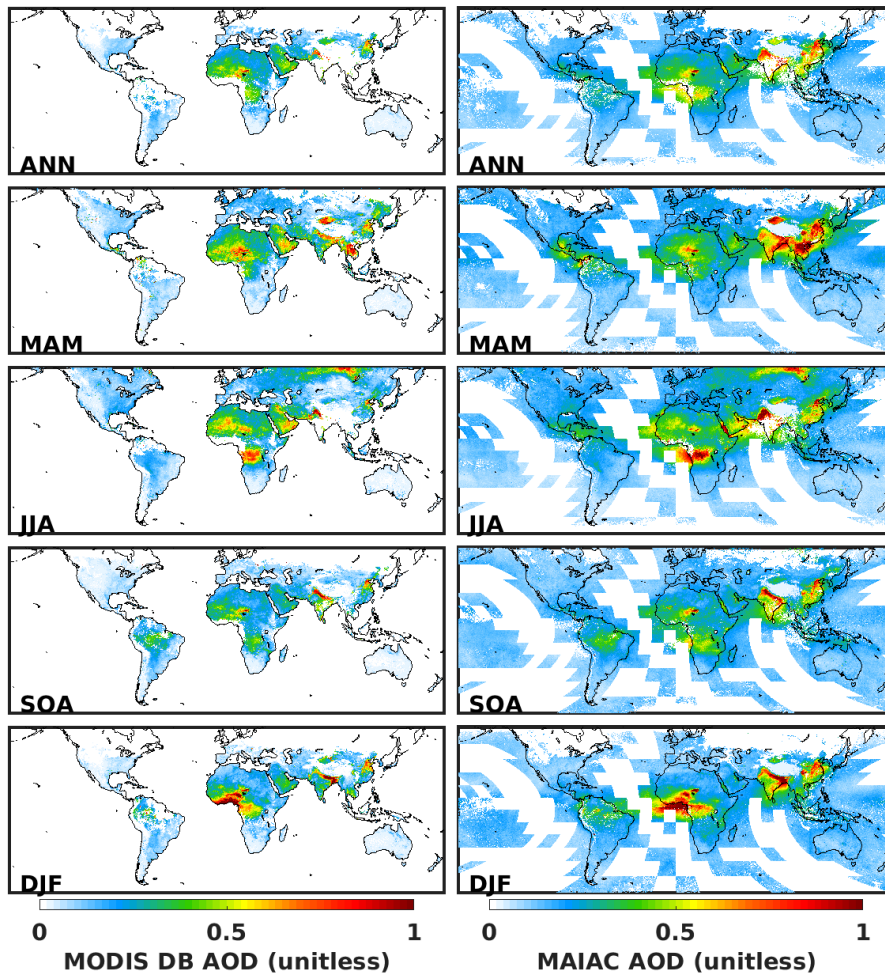 ANN
ANN
MAM
MAM
JJA
JJA
SOA
SOA
DJF
DJF
0 0.5 1
0 0.5 1
MODIS DB AOD (unitless)
MAIAC AOD (unitless)